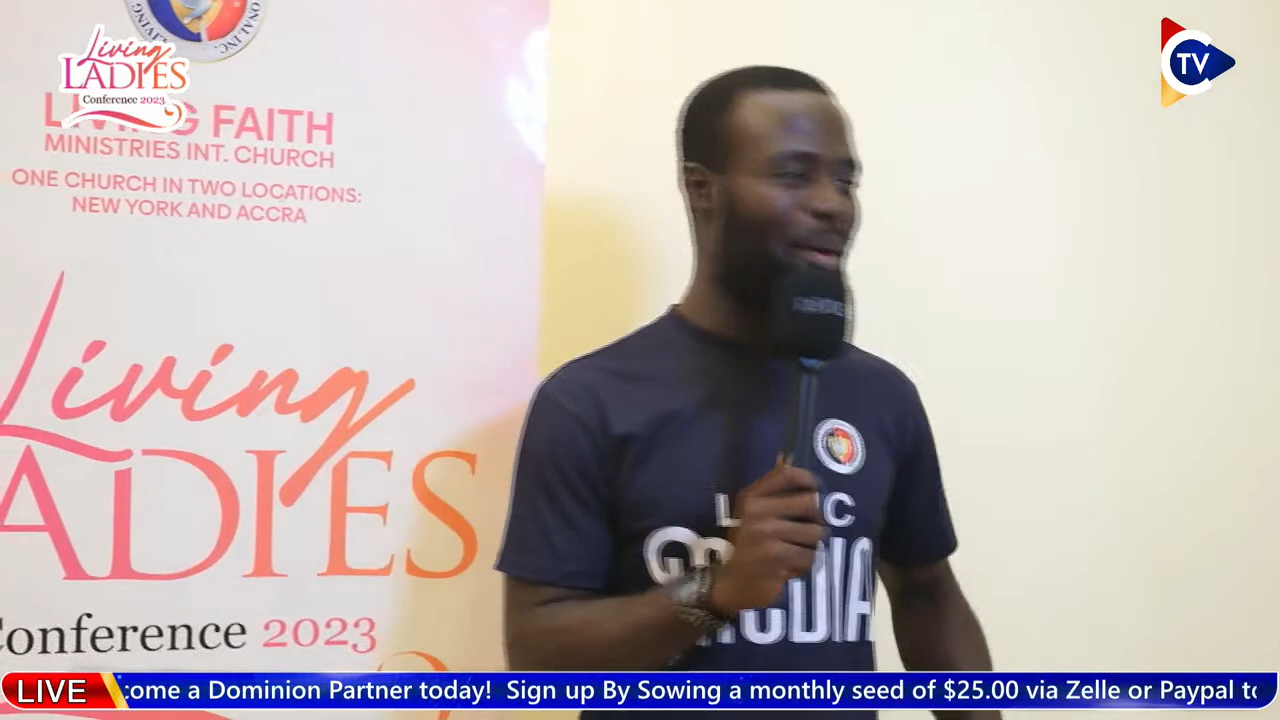 Living
LADIES
Conference 2023
LIVING FAITH
MINISTRIES INT. CHURCH
ONE CHURCH IN TWO LOCATIONS:
NEW YORK AND ACCRA
Living
ADIES
Conference 2023
TV
LIVE
come a Dominion Partner today! Sign up By Sowing a monthly seed of $25.00 via Zelle or Paypal to